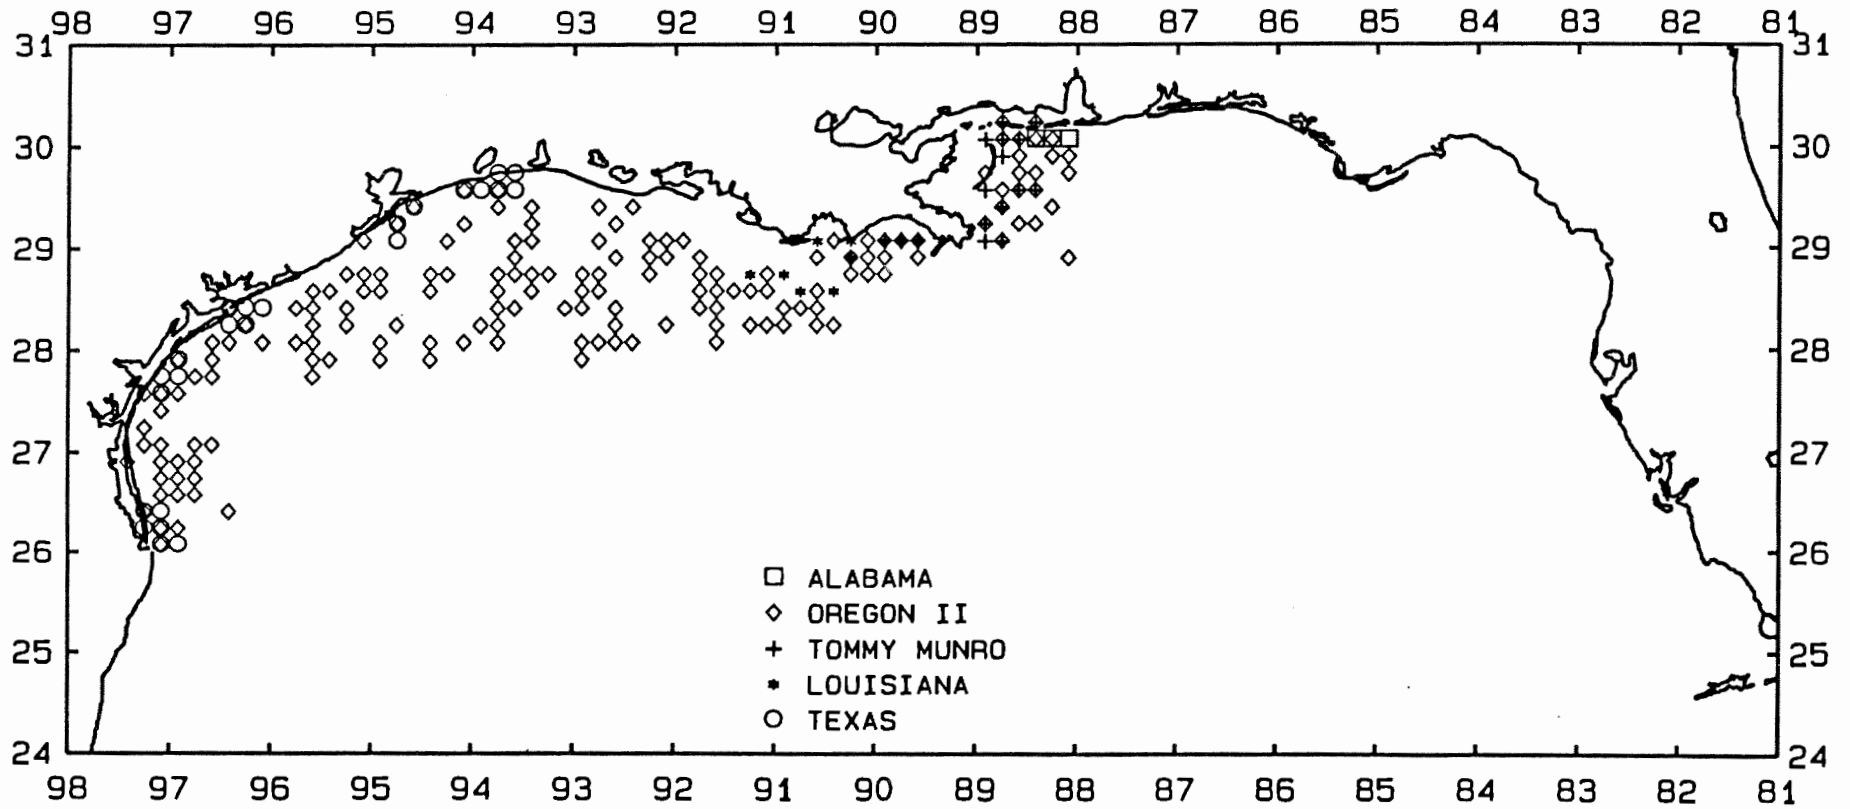 98 97 96 95 94 93 92 91 90 89 88 87 86 85 84 83 82 81
31 31
30 30
29 29
28 28
27 27
26 26
ALABAMA
OREGON II
25 TOMMY MUNRO 25
LOUISIANA
TEXAS
24 24
98 97 96 95 94 93 92 91 90 89 88 87 86 85 84 83 82 81